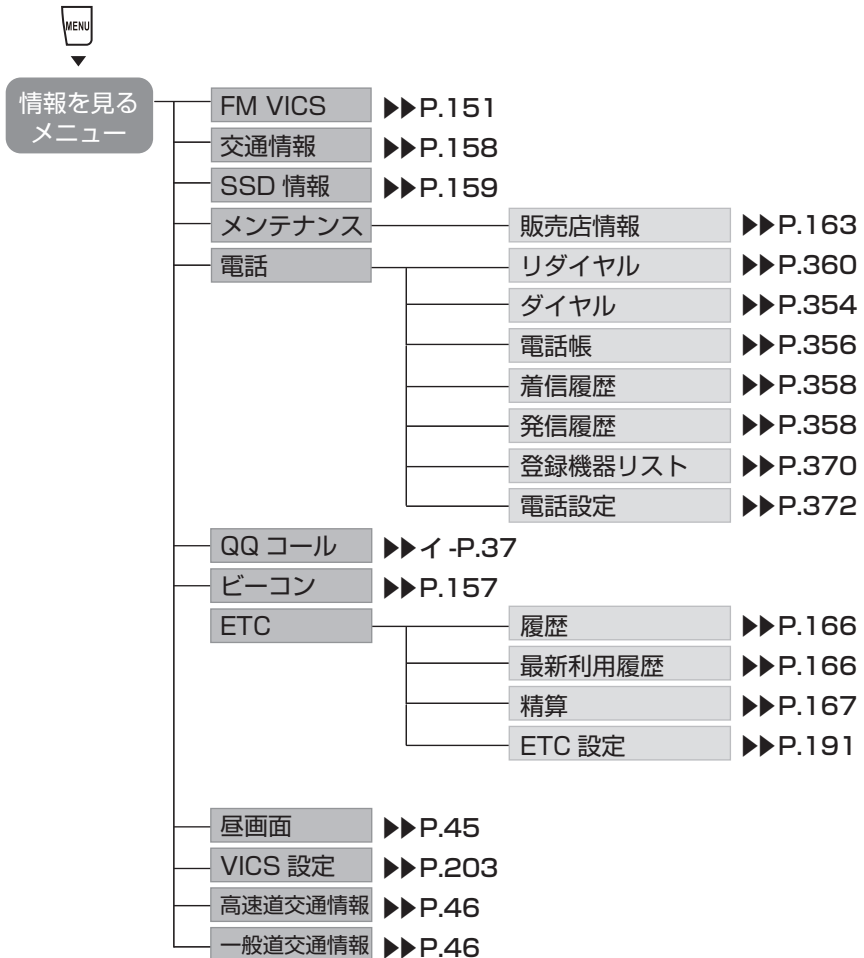 MENU
▼
情報を見る
メニュー
FM VICS ▶▶P.151
交通情報 ▶▶P.158
SSD 情報 ▶▶P.159
メンテナンス 販売店情報 ▶▶P.163
電話 リダイヤル ▶▶P.360
ダイヤル ▶▶P.354
電話帳 ▶▶P.356
着信履歴 ▶▶P.358
発信履歴 ▶▶P.358
登録機器リスト ▶▶P.370
電話設定 ▶▶P.372
QQ コール ▶▶イ -P.37
ビーコン ▶▶P.157
ETC 履歴 ▶▶P.166
最新利用履歴 ▶▶P.166
精算 ▶▶P.167
ETC 設定 ▶▶P.191
昼画面 ▶▶P.45
VICS 設定 ▶▶P.203
高速道交通情報 ▶▶P.46
一般道交通情報 ▶▶P.46